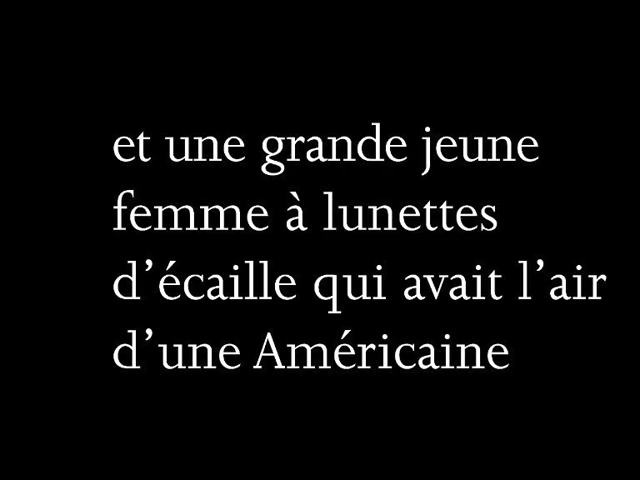 et une grande jeune
femme à lunettes
d’écaille qui avait l’air
d’une Américaine